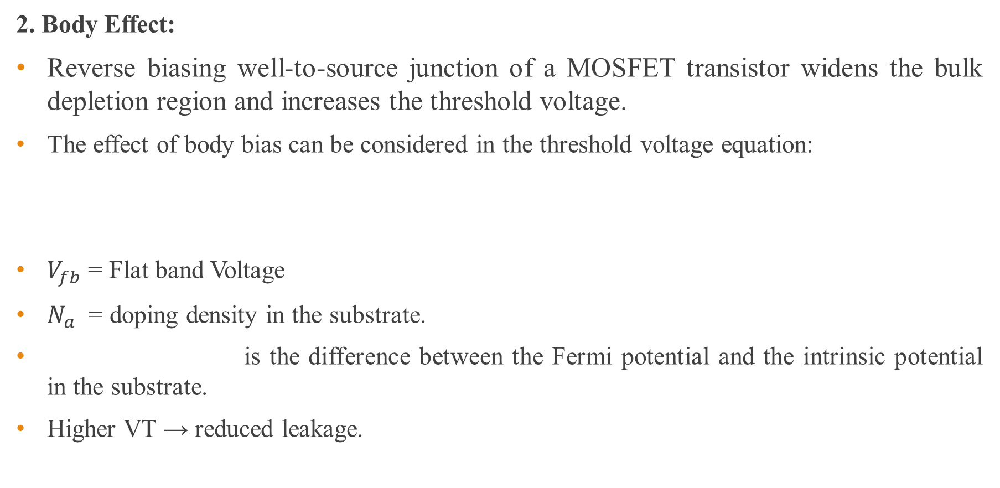 2. Body Effect:
• Reverse biasing well-to-source junction of a MOSFET transistor widens the bulk
depletion region and increases the threshold voltage.
• The effect of body bias can be considered in the threshold voltage equation:
• V_{fb} = Flat band Voltage
• N_a = doping density in the substrate.
• is the difference between the Fermi potential and the intrinsic potential
in the substrate.
• Higher VT → reduced leakage.